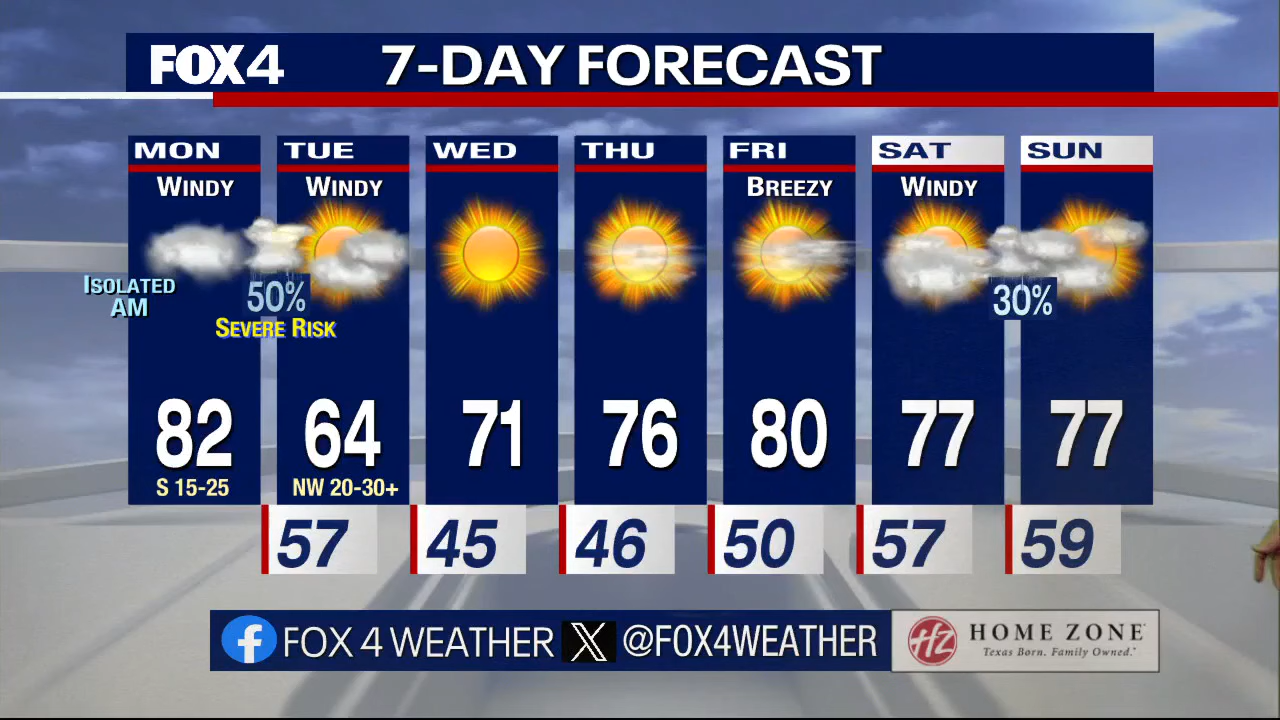 FOX4 7-DAY FORECAST
MON TUE WED THU FRI SAT SUN
WINDY WINDY BREEZY WINDY
ISOLATED
AM
50% 30%
SEVERE RISK
82 64 71 76 80 77 77
S 15-25 NW 20-30+
57 45 46 50 57 59
FOX 4 WEATHER X @FOX4WEATHER HZ HOME ZONE
Texas Born. Family Owned.